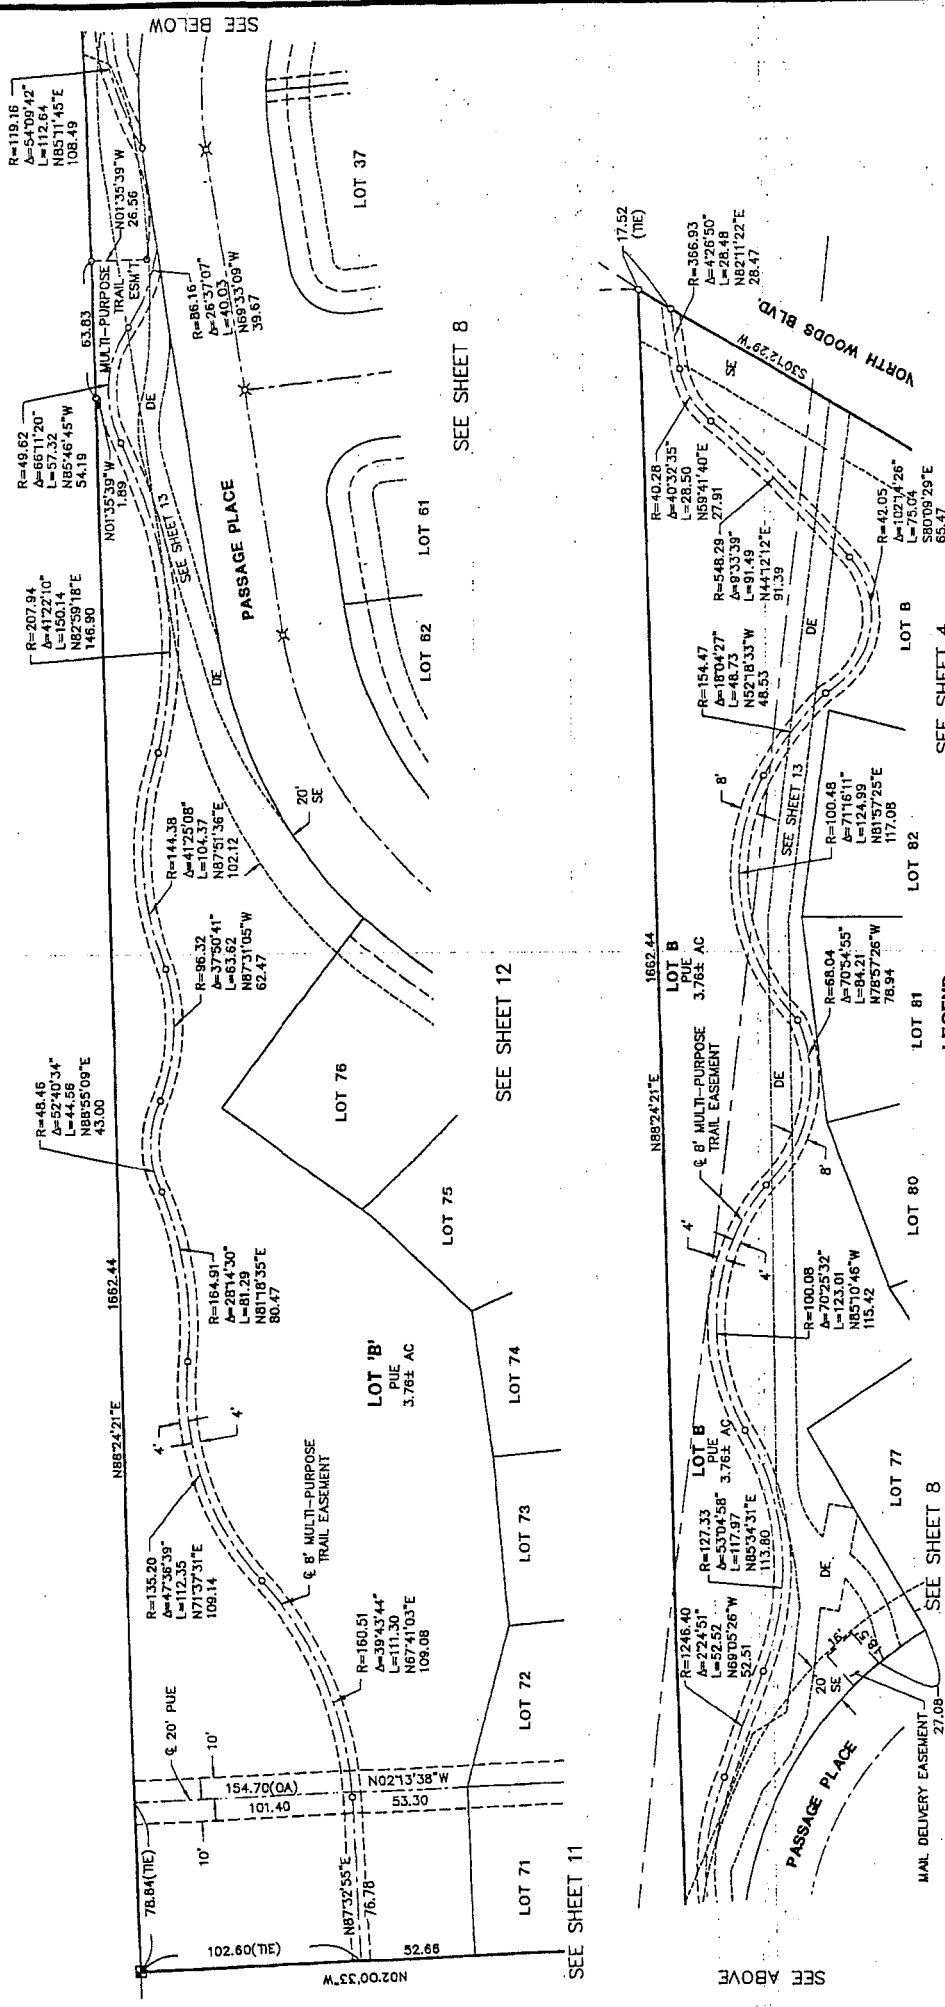 SEE BELOW
R=119.16
Δ=54°09'42"
L=112.64
N85°11'45"E
108.49
N01°35'39"W
26.56
63.83
MULTI-PURPOSE
TRAIL
ESM'T
R=86.16
Δ=26°37'07"
L=40.03
N69°33'09"W
39.67
R=49.62
Δ=66°11'20"
L=57.32
N85°46'45"W
54.19
N01°35'39"W
1.89
DE
SEE SHEET 13
R=207.94
Δ=41°22'10"
L=150.14
N82°59'18"E
146.90
DE
PASSAGE PLACE
LOT 37
LOT 61
LOT 62
SEE SHEET 8
20'
SE
R=144.38
Δ=41°25'08"
L=104.37
N87°51'36"E
102.12
R=96.32
Δ=37°50'41"
L=63.62
N87°31'05"W
62.47
R=48.46
Δ=52°40'34"
L=44.56
N88°55'09"E
43.00
1662.44
N88°24'21"E
R=164.91
Δ=28°14'30"
L=81.29
N81°18'35"E
80.47
4'
4'
LOT 'B'
PUE
3.76± AC
LOT 76
LOT 75
LOT 74
LOT 73
LOT 72
LOT 71
SEE SHEET 12
R=135.20
Δ=47°36'39"
L=112.35
N71°37'31"E
109.14
℄ 8' MULTI-PURPOSE
TRAIL EASEMENT
R=160.51
Δ=39°43'44"
L=111.30
N67°41'03"E
109.08
℄ 20' PUE
10'
10'
154.70(OA)
101.40
N02°13'38"W
53.30
78.84(TIE)
N87°32'55"E
76.78
102.60(TIE)
52.66
N02°00'33"W
SEE SHEET 11
17.52
(TIE)
R=366.93
Δ=4°26'50"
L=28.48
N82°11'22"E
28.47
NORTH WOODS BLVD.
S30°12'29"W
SE
R=40.28
Δ=40°32'35"
L=28.50
N59°41'40"E
27.91
R=548.29
Δ=9°33'39"
L=91.49
N44°12'12"E
91.39
R=42.05
Δ=102°14'26"
L=75.04
S80°09'29"E
65.47
DE
DE
LOT B
SEE SHEET 4
R=154.47
Δ=18°04'27"
L=48.73
N52°18'33"W
48.53
8'
SEE SHEET 13
R=100.48
Δ=71°16'11"
L=124.99
N81°57'25"E
117.08
LOT 82
1662.44
LOT B
PUE
3.76± AC
N88°24'21"E
R=68.04
Δ=70°54'55"
L=84.21
N78°57'26"W
78.94
LOT 81
LEGEND
℄ 8' MULTI-PURPOSE
TRAIL EASEMENT
DE
8'
4'
4'
LOT 80
R=100.08
Δ=70°25'32"
L=123.01
N85°10'46"W
115.42
LOT B
PUE
3.76± AC
R=127.33
Δ=53°04'58"
L=117.97
N85°34'31"E
113.80
LOT 77
DE
R=1246.40
Δ=2°24'51"
L=52.52
N69°05'26"W
52.51
20'
SE
16'
PASSAGE PLACE
MAIL DELIVERY EASEMENT
27.08
SEE SHEET 8
SEE ABOVE